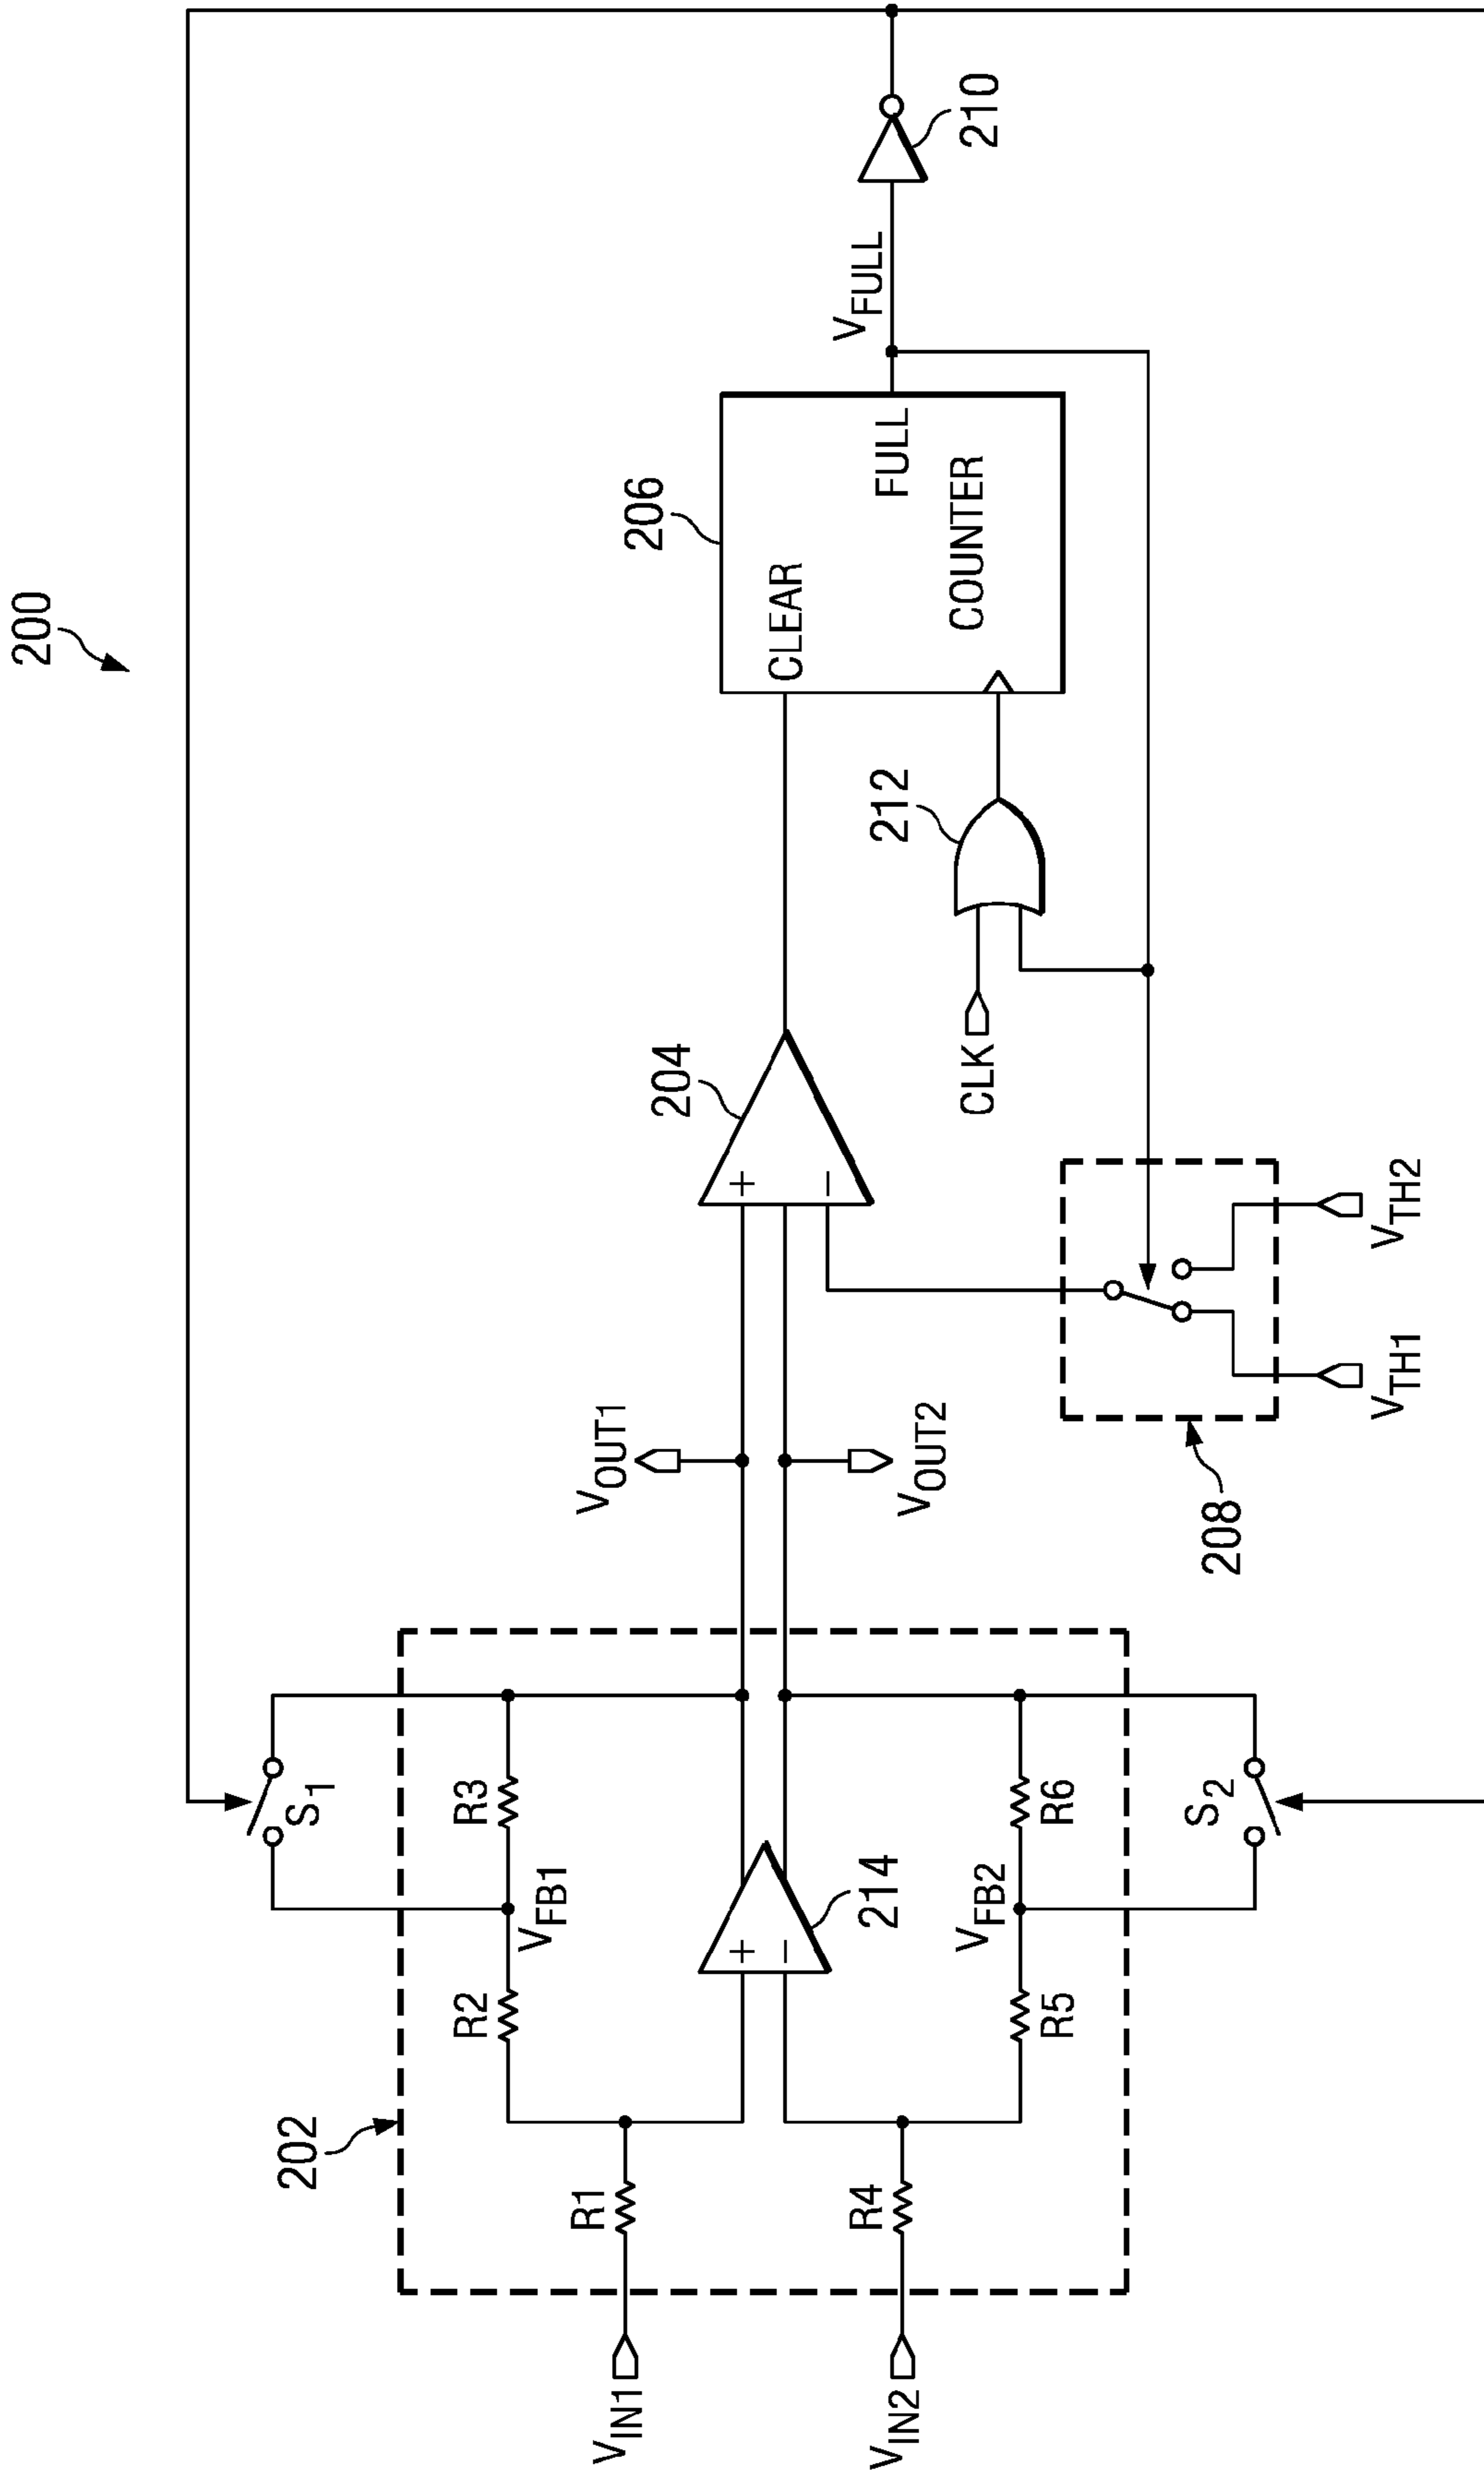 200
202
VIN1
VIN2
R1
R4
R2
R5
VFB1
VFB2
R3
R6
S1
S2
214
+
−
VOUT1
VOUT2
208
VTH1
VTH2
204
+
−
CLK
212
206
CLEAR
FULL
COUNTER
VFULL
210